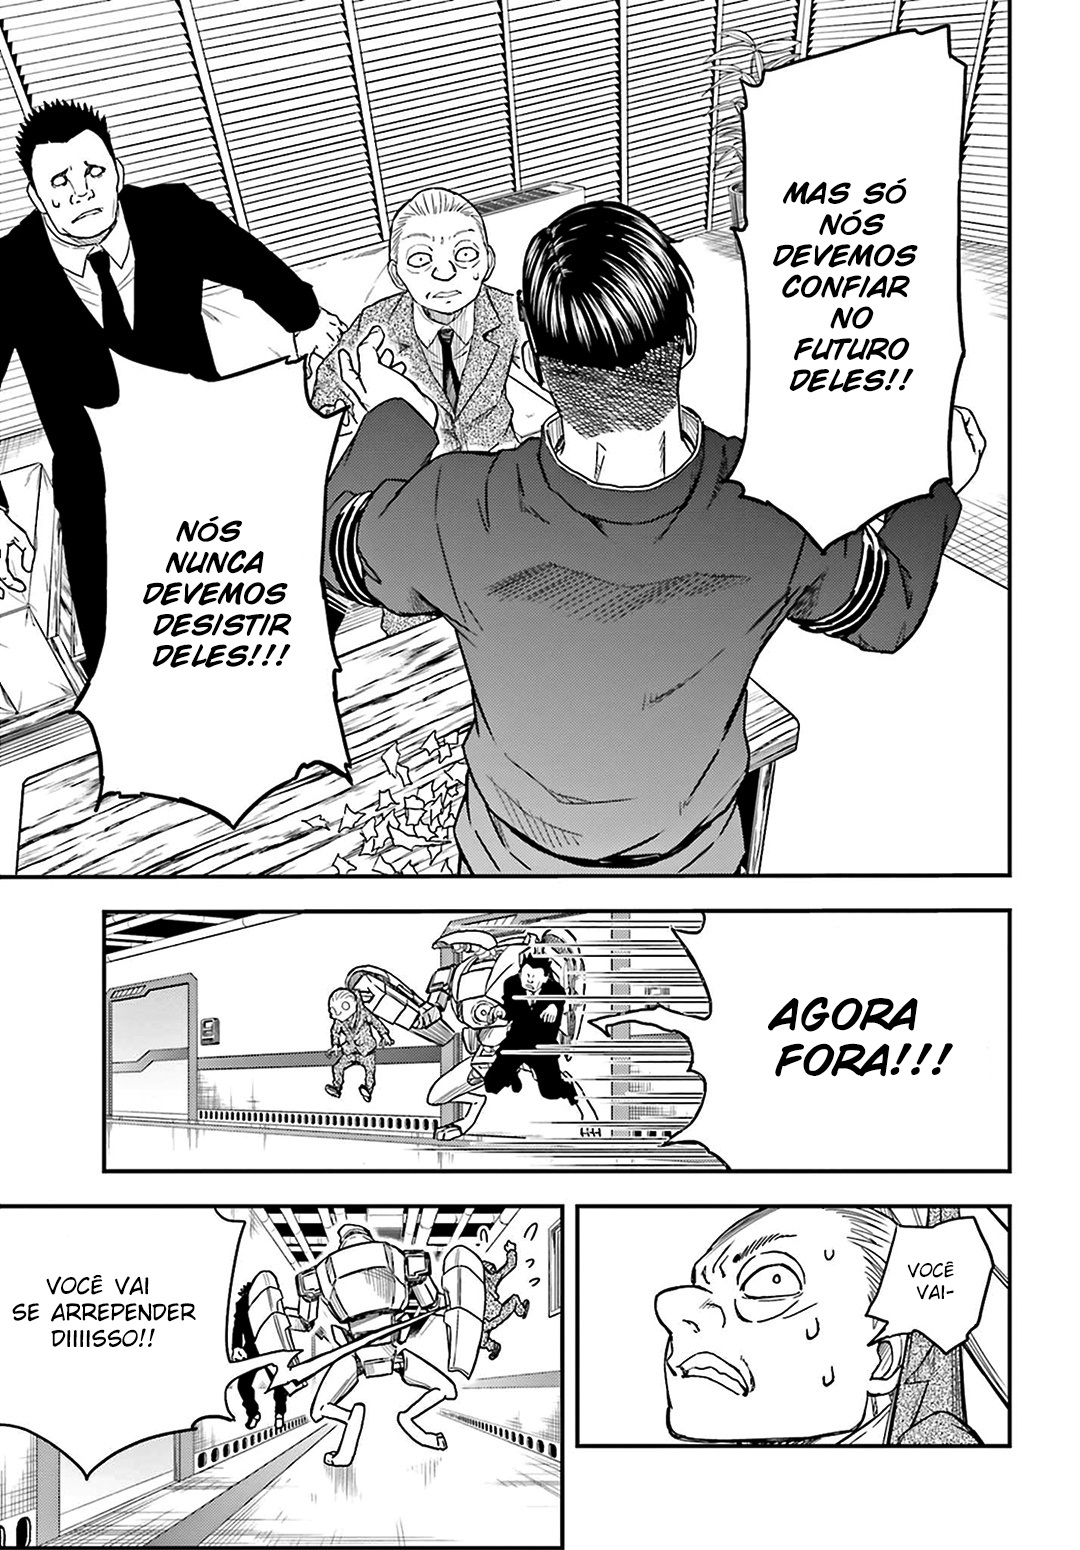 MAS SÓ
NÓS
DEVEMOS
CONFIAR
NO
FUTURO
DELES!!
NÓS
NUNCA
DEVEMOS
DESISTIR
DELES!!!
AGORA
FORA!!!
VOCÊ
VAI-
VOCÊ VAI
SE ARREPENDER
DIIIISSO!!